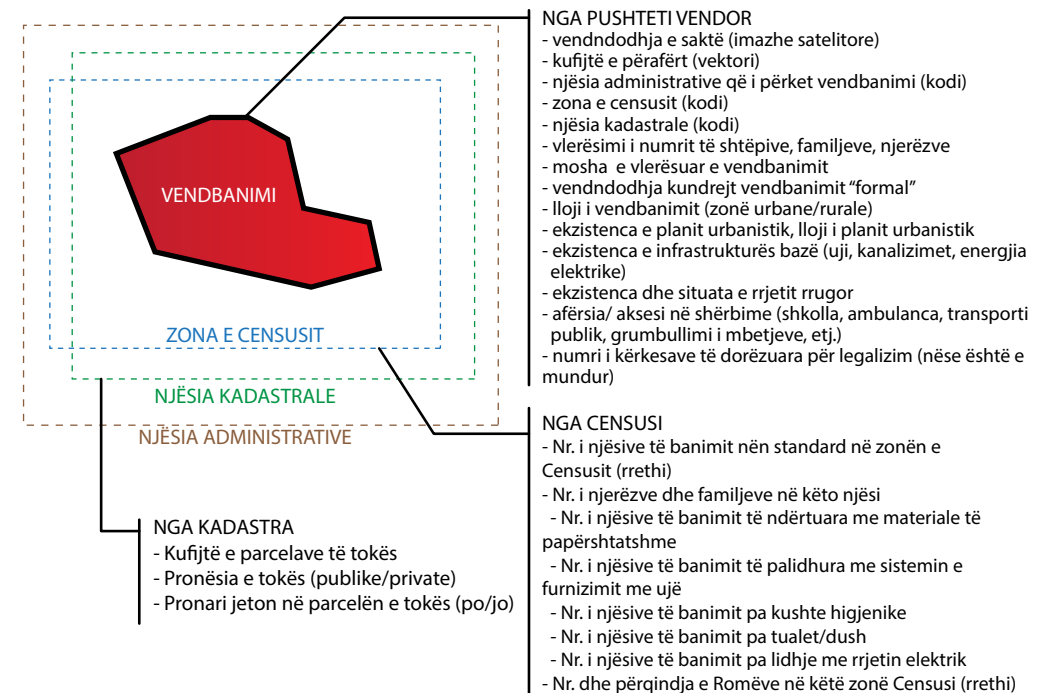 VENDBANIMI
ZONA E CENSUSIT
NJËSIA KADASTRALE
NJËSIA ADMINISTRATIVE
NGA PUSHTETI VENDOR
- vendndodhja e saktë (imazhe satelitore)
- kufijtë e përafërt (vektori)
- njësia administrative që i përket vendbanimi (kodi)
- zona e censusit (kodi)
- njësia kadastrale (kodi)
- vlerësimi i numrit të shtëpive, familjeve, njerëzve
- mosha e vlerësuar e vendbanimit
- vendndodhja kundrejt vendbanimit “formal”
- lloji i vendbanimit (zonë urbane/rurale)
- ekzistenca e planit urbanistik, lloji i planit urbanistik
- ekzistenca e infrastrukturës bazë (uji, kanalizimet, energjia
elektrike)
- ekzistenca dhe situata e rrjetit rrugor
- afërsia/ aksesi në shërbime (shkolla, ambulanca, transporti
publik, grumbullimi i mbetjeve, etj.)
- numri i kërkesave të dorëzuara për legalizim (nëse është e
mundur)
NGA CENSUSI
- Nr. i njësive të banimit nën standard në zonën e
Censusit (rrethi)
- Nr. i njerëzve dhe familjeve në këto njësi
- Nr. i njësive të banimit të ndërtuara me materiale të
papërshtatshme
- Nr. i njësive të banimit të palidhura me sistemin e
furnizimit me ujë
- Nr. i njësive të banimit pa kushte higjenike
- Nr. i njësive të banimit pa tualet/dush
- Nr. i njësive të banimit pa lidhje me rrjetin elektrik
- Nr. dhe përqindja e Romëve në këtë zonë Censusi (rrethi)
NGA KADASTRA
- Kufijtë e parcelave të tokës
- Pronësia e tokës (publike/private)
- Pronari jeton në parcelën e tokës (po/jo)